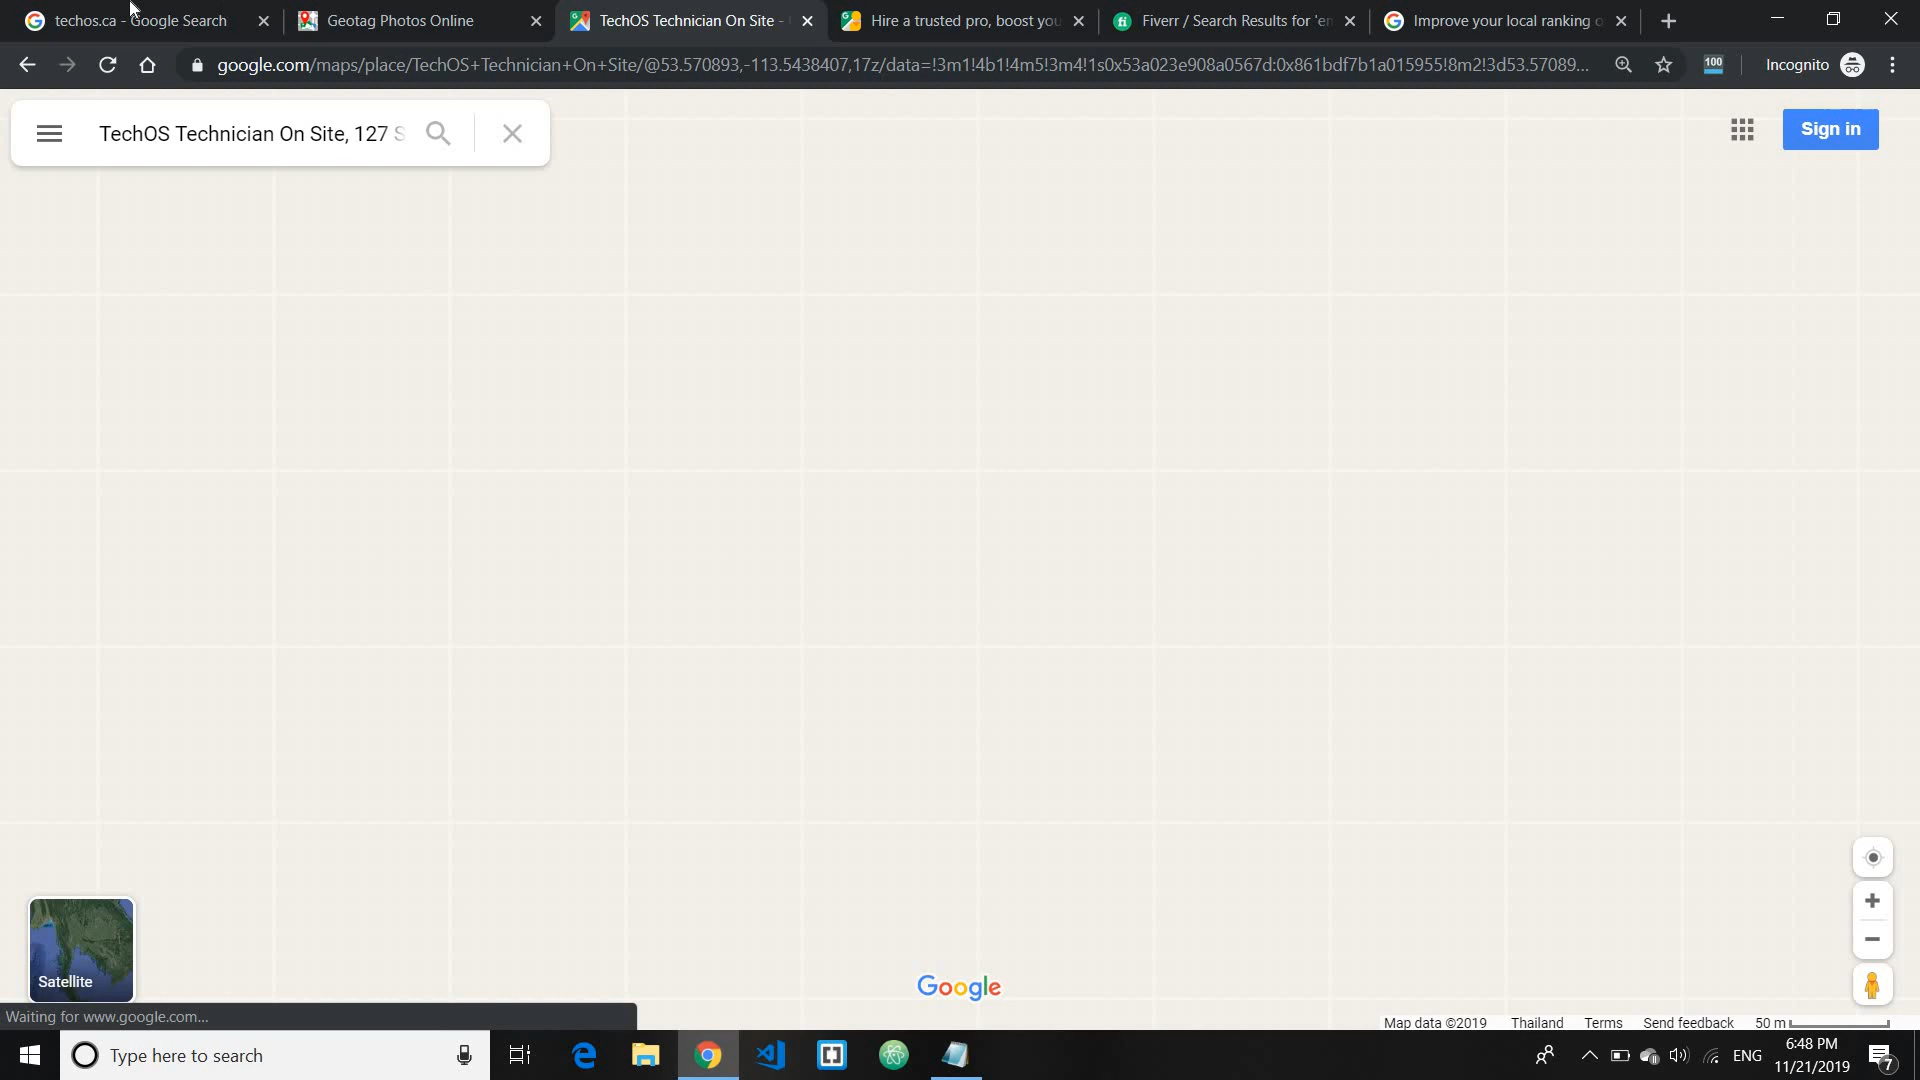 techos.ca - Google Search
Geotag Photos Online
TechOS Technician On Site -
Hire a trusted pro, boost you
Fiverr / Search Results for 'en
Improve your local ranking o
google.com/maps/place/TechOS+Technician+On+Site/@53.570893,-113.5438407,17z/data=!3m1!4b1!4m5!3m4!1s0x53a023e908a0567d:0x861bdf7b1a015955!8m2!3d53.57089...
100
Incognito
TechOS Technician On Site, 127 S
Sign in
Satellite
Google
Waiting for www.google.com...
Map data ©2019
Thailand
Terms
Send feedback
50 m
Type here to search
ENG
6:48 PM
11/21/2019
7